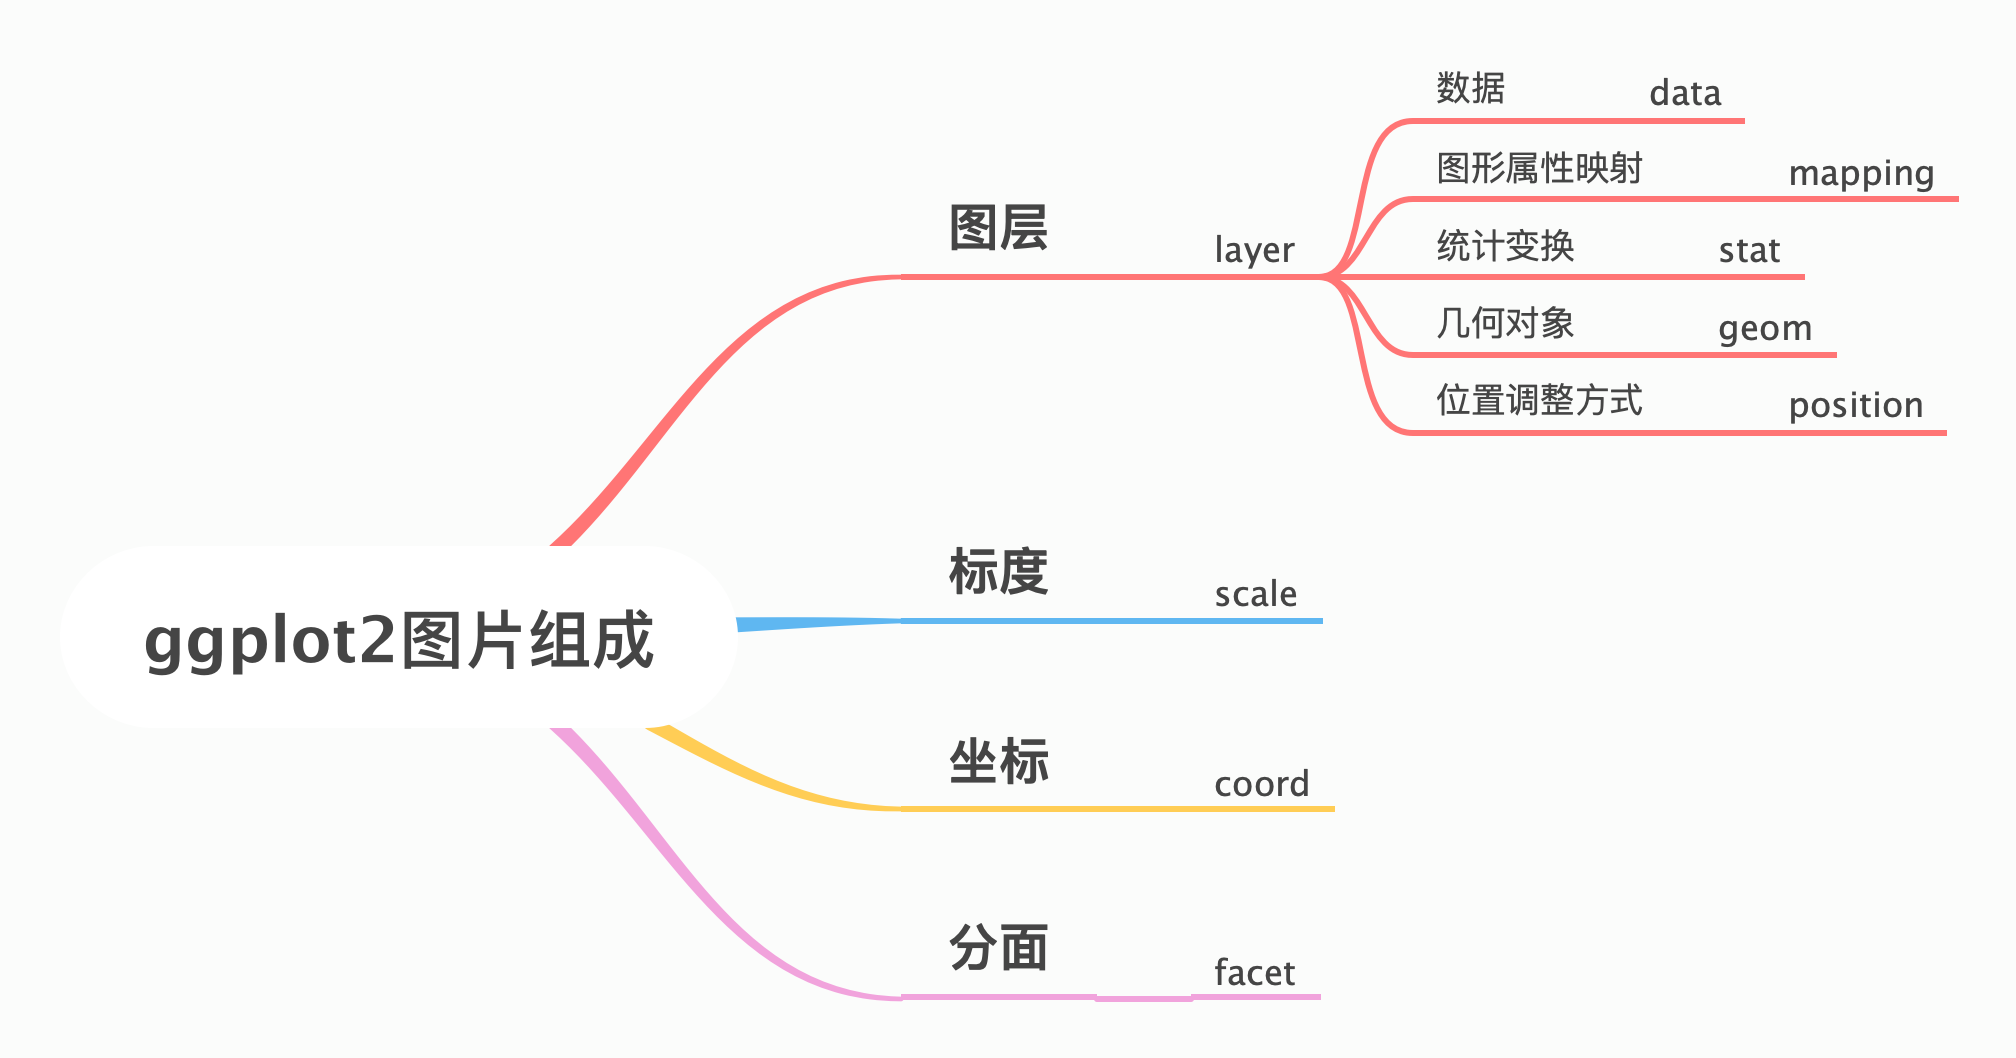 ggplot2图片组成
图层 layer
数据 data
图形属性映射 mapping
统计变换 stat
几何对象 geom
位置调整方式 position
标度 scale
坐标 coord
分面 facet